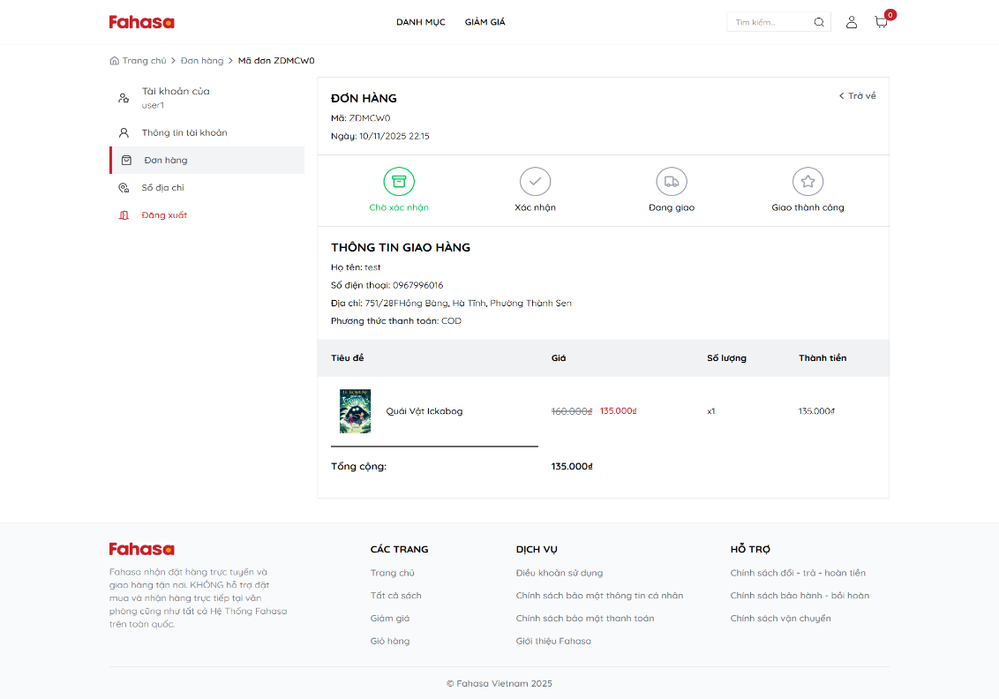 Fahasa
DANH MỤC
GIẢM GIÁ
Tìm kiếm...
0
Trang chủ > Đơn hàng > Mã đơn ZDMCW0
Tài khoản của
user1
Thông tin tài khoản
Đơn hàng
Sổ địa chỉ
Đăng xuất
ĐƠN HÀNG
Trở về
Mã: ZDMCW0
Ngày: 10/11/2025 22:15
Chờ xác nhận
Xác nhận
Đang giao
Giao thành công
THÔNG TIN GIAO HÀNG
Họ tên: test
Số điện thoại: 0967996016
Địa chỉ: 751/28FHồng Bàng, Hà Tĩnh, Phường Thành Sen
Phương thức thanh toán: COD
Tiêu đề Giá Số lượng Thành tiền
Quái Vật Ickabog 160.000₫ 135.000₫ x1 135.000₫
Tổng cộng: 135.000₫
Fahasa
Fahasa nhận đặt hàng trực tuyến và
giao hàng tận nơi. KHÔNG hỗ trợ đặt
mua và nhận hàng trực tiếp tại văn
phòng cũng như tất cả Hệ Thống Fahasa
trên toàn quốc.
CÁC TRANG
Trang chủ
Tất cả sách
Giảm giá
Giỏ hàng
DỊCH VỤ
Điều khoản sử dụng
Chính sách bảo mật thông tin cá nhân
Chính sách bảo mật thanh toán
Giới thiệu Fahasa
HỖ TRỢ
Chính sách đổi - trả - hoàn tiền
Chính sách bảo hành - bồi hoàn
Chính sách vận chuyển
© Fahasa Vietnam 2025